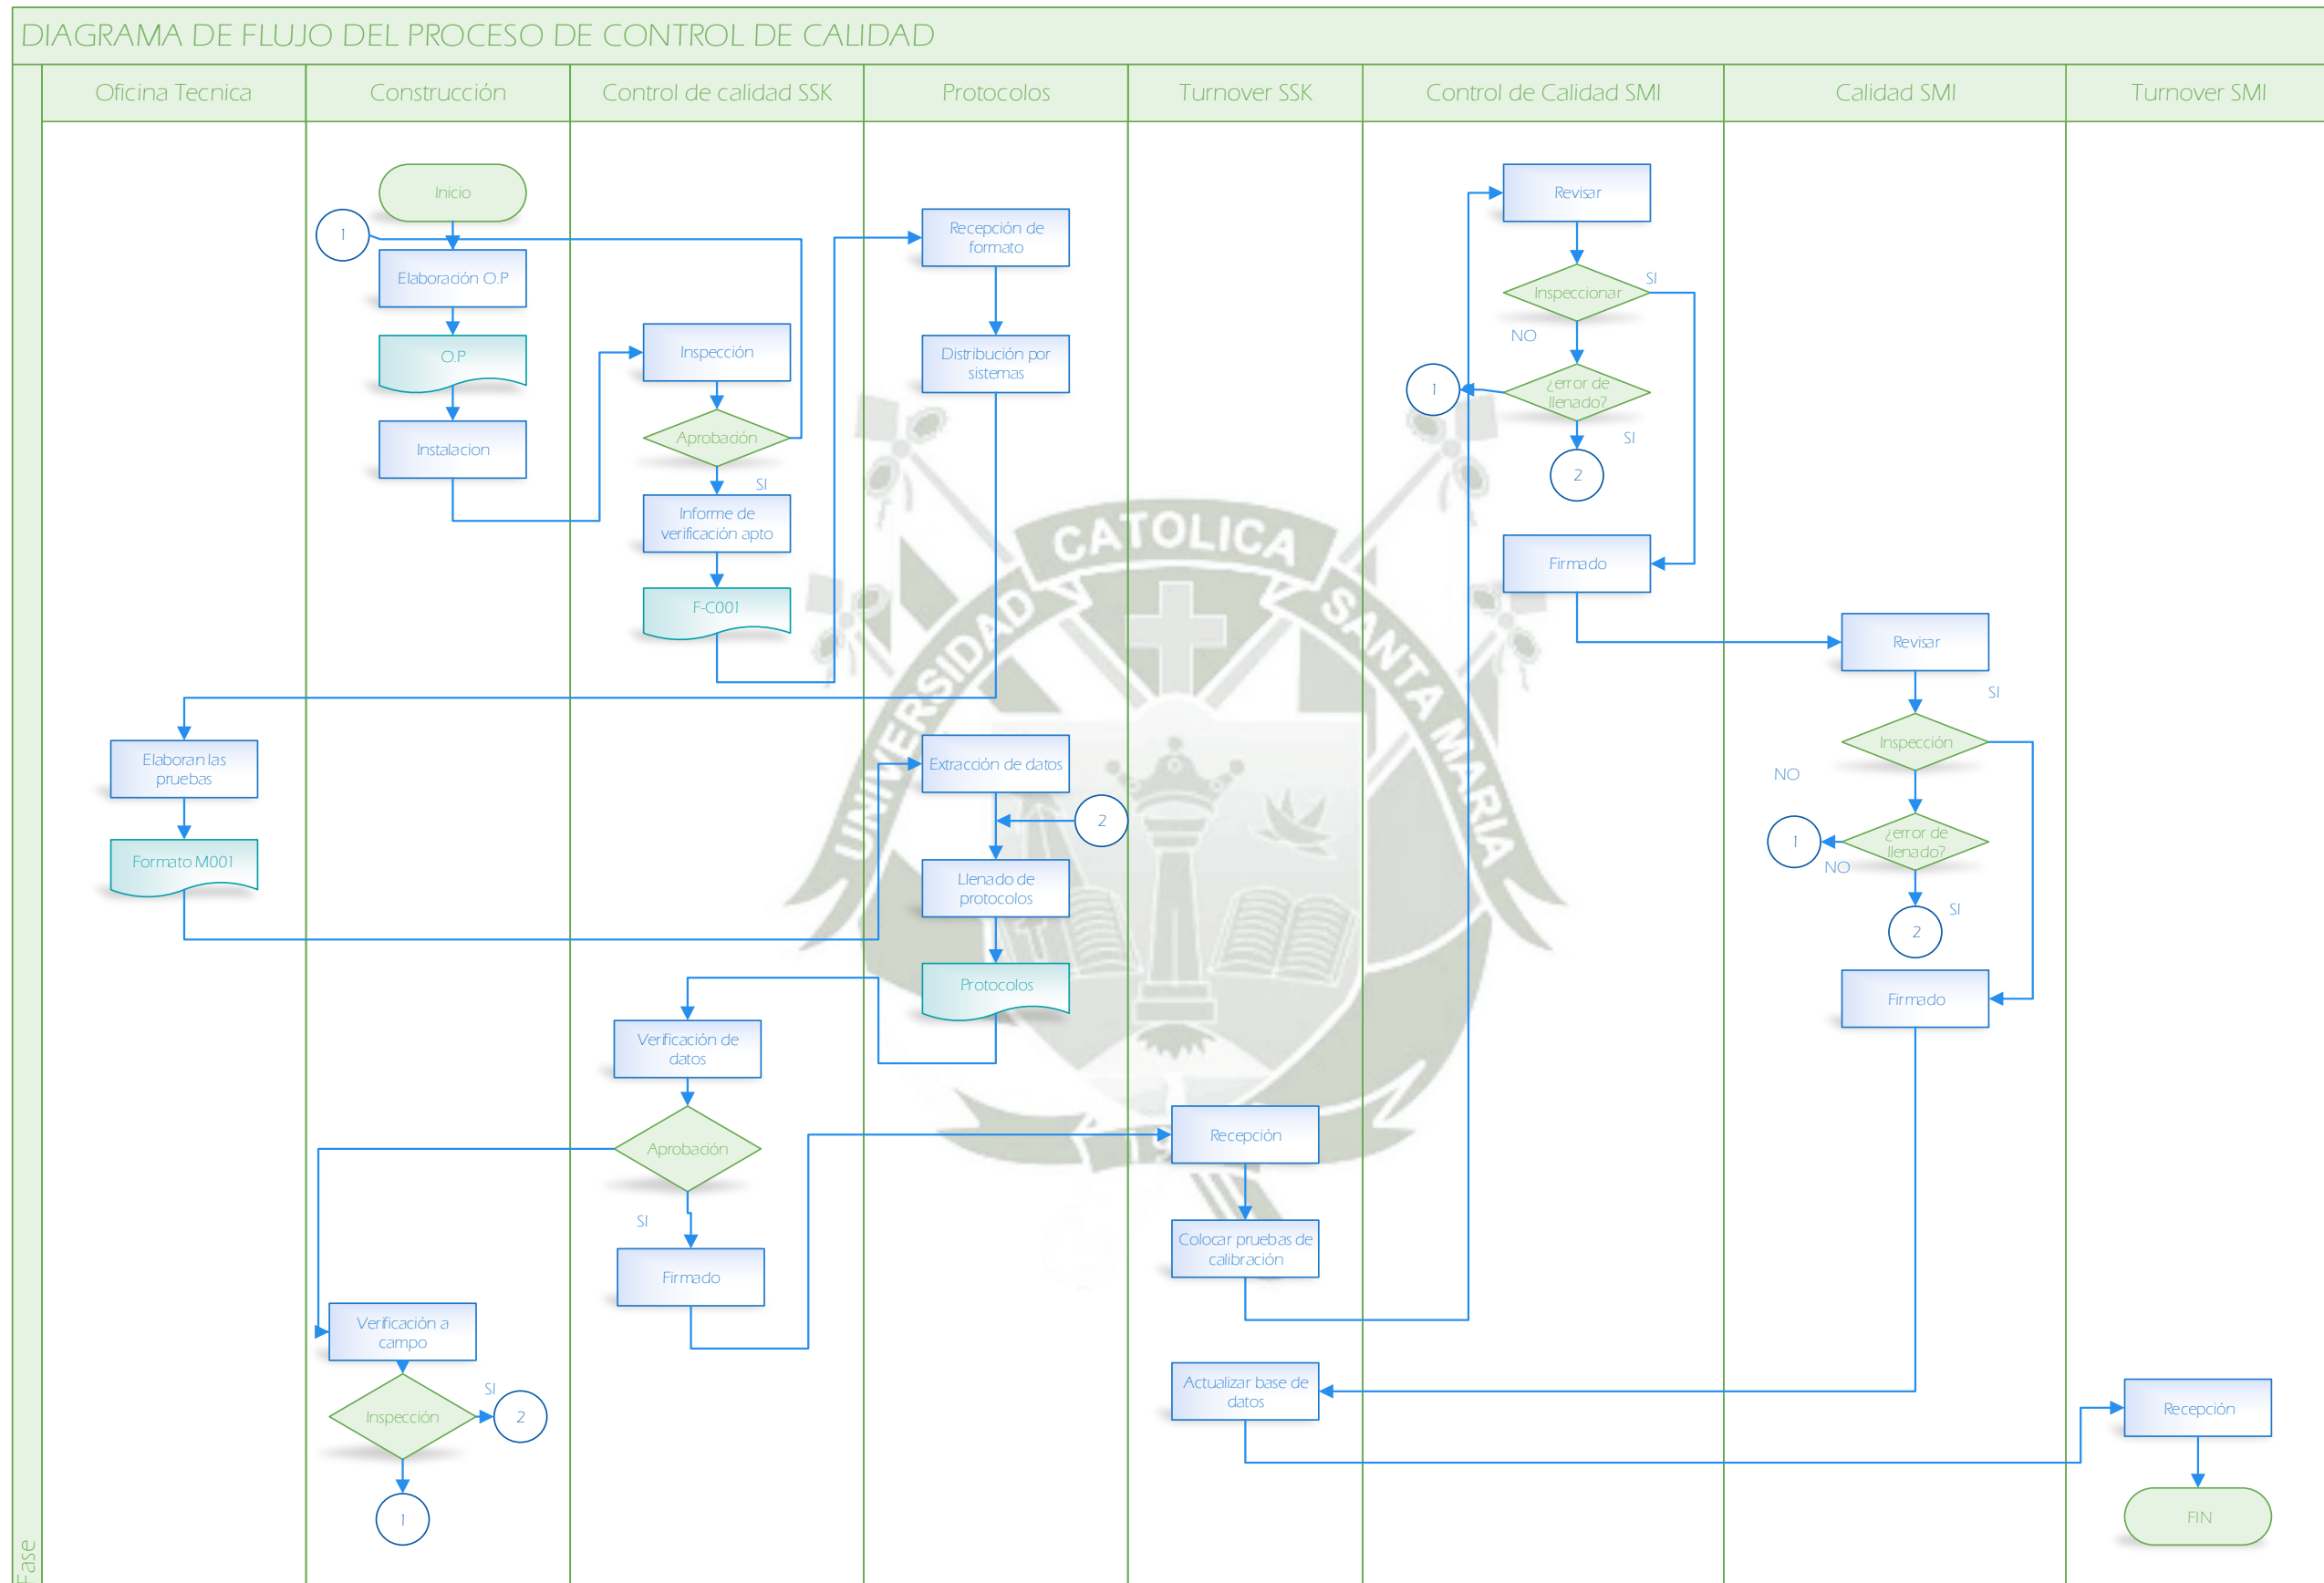 DIAGRAMA DE FLUJO DEL PROCESO DE CONTROL DE CALIDAD
Fase
Oficina Tecnica
Construcción
Control de calidad SSK
Protocolos
Turnover SSK
Control de Calidad SMI
Calidad SMI
Turnover SMI
Inicio
1
Elaboración O.P
O.P
Instalacion
Inspección
Aprobación
SI
Informe de
verificación apto
F-C001
Recepción de
formato
Distribución por
sistemas
Elaboran las
pruebas
Formato M001
Extracción de datos
2
Llenado de
protocolos
Protocolos
Verificación de
datos
Aprobación
SI
Firmado
Verificación a
campo
Inspección
SI
2
1
Recepción
Colocar pruebas de
calibración
Actualizar base de
datos
Revisar
Inspeccionar
SI
NO
¿error de
llenado?
1
SI
2
Firmado
Revisar
SI
Inspección
NO
¿error de
llenado?
1
NO
SI
2
Firmado
Recepción
FIN
UNIVERSIDAD
CATOLICA
SANTA MARIA